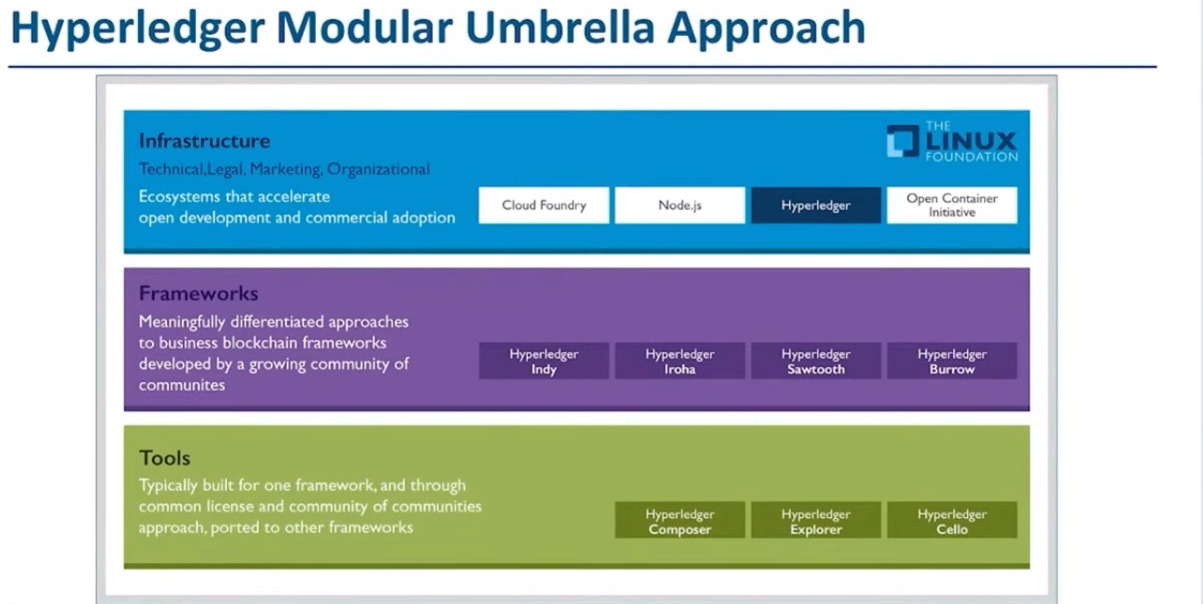 Hyperledger Modular Umbrella Approach
Infrastructure
Technical,Legal, Marketing, Organizational
Ecosystems that accelerate
open development and commercial adoption
THE
LINUX
FOUNDATION
Cloud Foundry
Node.js
Hyperledger
Open Container
Initiative
Frameworks
Meaningfully differentiated approaches
to business blockchain frameworks
developed by a growing community of
communites
Hyperledger
Indy
Hyperledger
Iroha
Hyperledger
Sawtooth
Hyperledger
Burrow
Tools
Typically built for one framework, and through
common license and community of communities
approach, ported to other frameworks
Hyperledger
Composer
Hyperledger
Explorer
Hyperledger
Cello